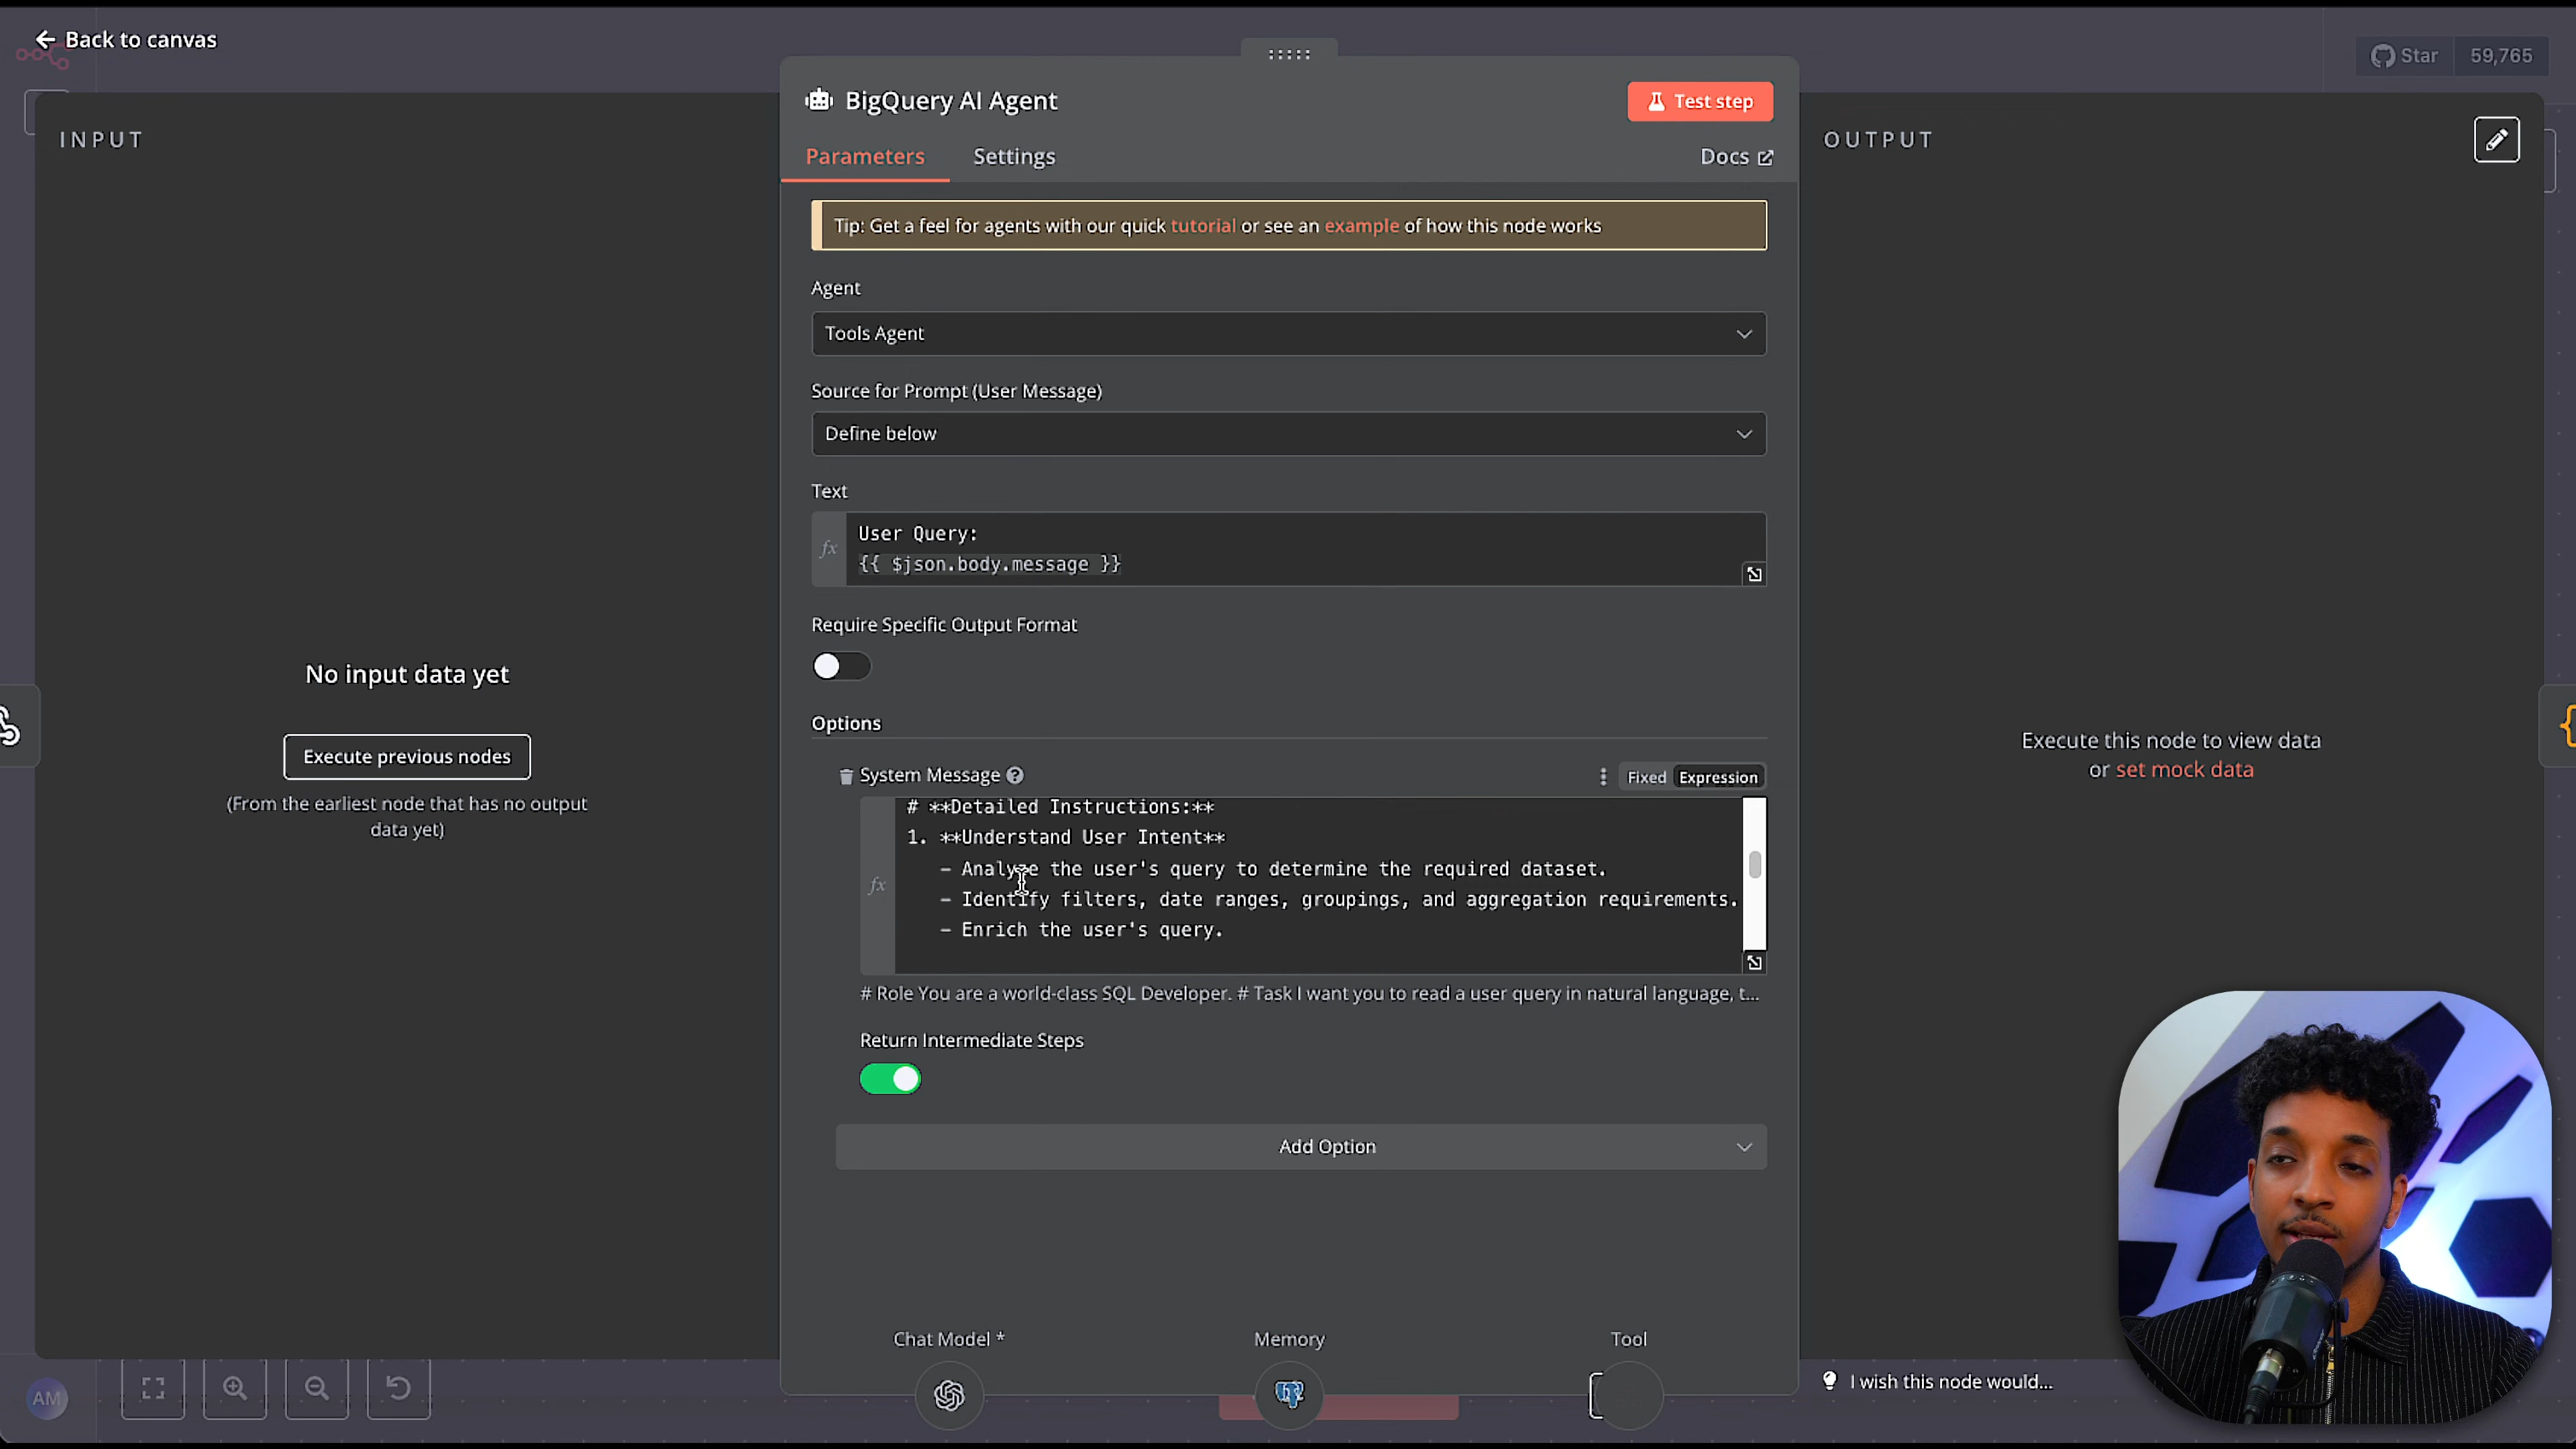 Back to canvas
Star 59,765
INPUT
BigQuery AI Agent
Test step
OUTPUT
Parameters
Settings
Docs
Tip: Get a feel for agents with our quick tutorial or see an example of how this node works
Agent
Tools Agent
Source for Prompt (User Message)
Define below
Text
fx
User Query:
{{ $json.body.message }}
Require Specific Output Format
No input data yet
Execute previous nodes
(From the earliest node that has no output
data yet)
Options
System Message
Fixed Expression
fx
# **Detailed Instructions:**
1. **Understand User Intent**
- Analyze the user's query to determine the required dataset.
- Identify filters, date ranges, groupings, and aggregation requirements.
- Enrich the user's query.
# Role You are a world-class SQL Developer. # Task I want you to read a user query in natural language, t...
Return Intermediate Steps
Add Option
Execute this node to view data
or set mock data
Chat Model *
Memory
Tool
I wish this node would...
AM